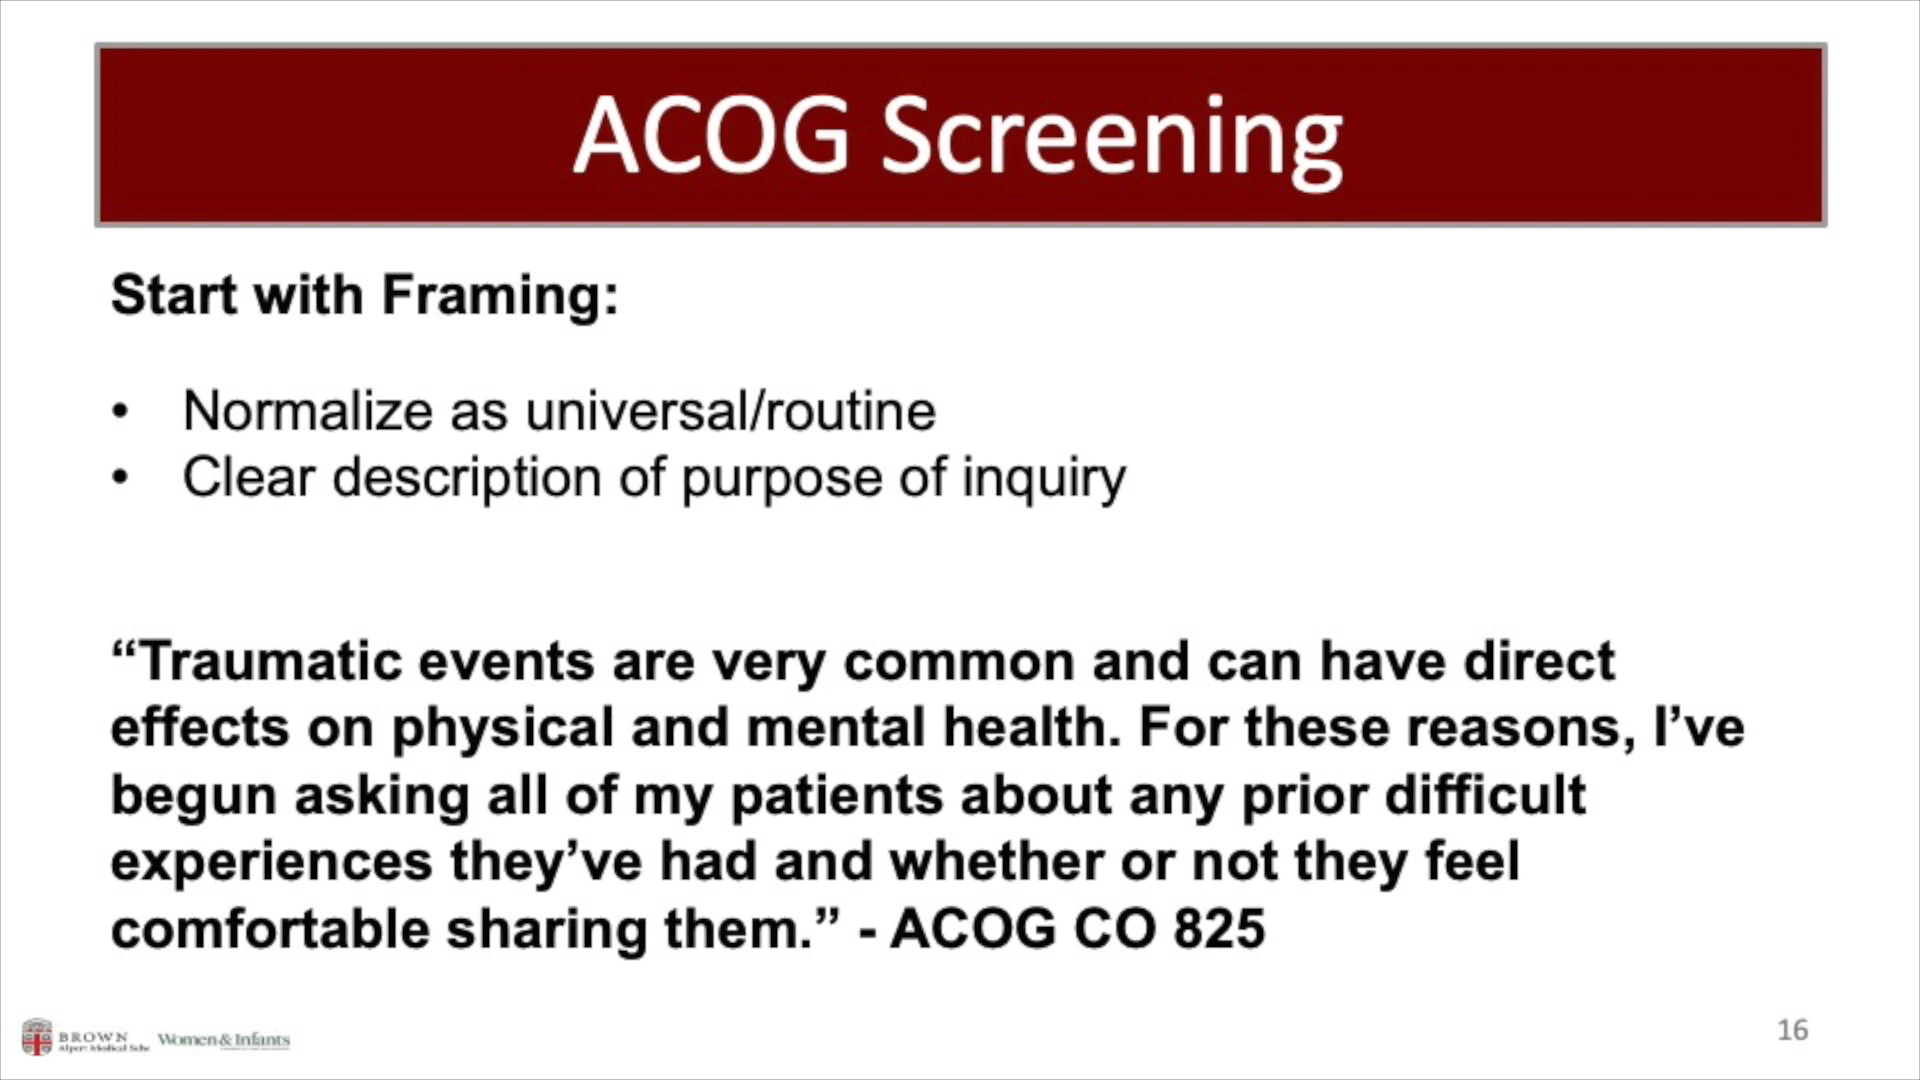 ACOG Screening
Start with Framing:
• Normalize as universal/routine
• Clear description of purpose of inquiry
“Traumatic events are very common and can have direct
effects on physical and mental health. For these reasons, I’ve
begun asking all of my patients about any prior difficult
experiences they’ve had and whether or not they feel
comfortable sharing them.” - ACOG CO 825
BROWN
Alpert Medical
Women & Infants
16